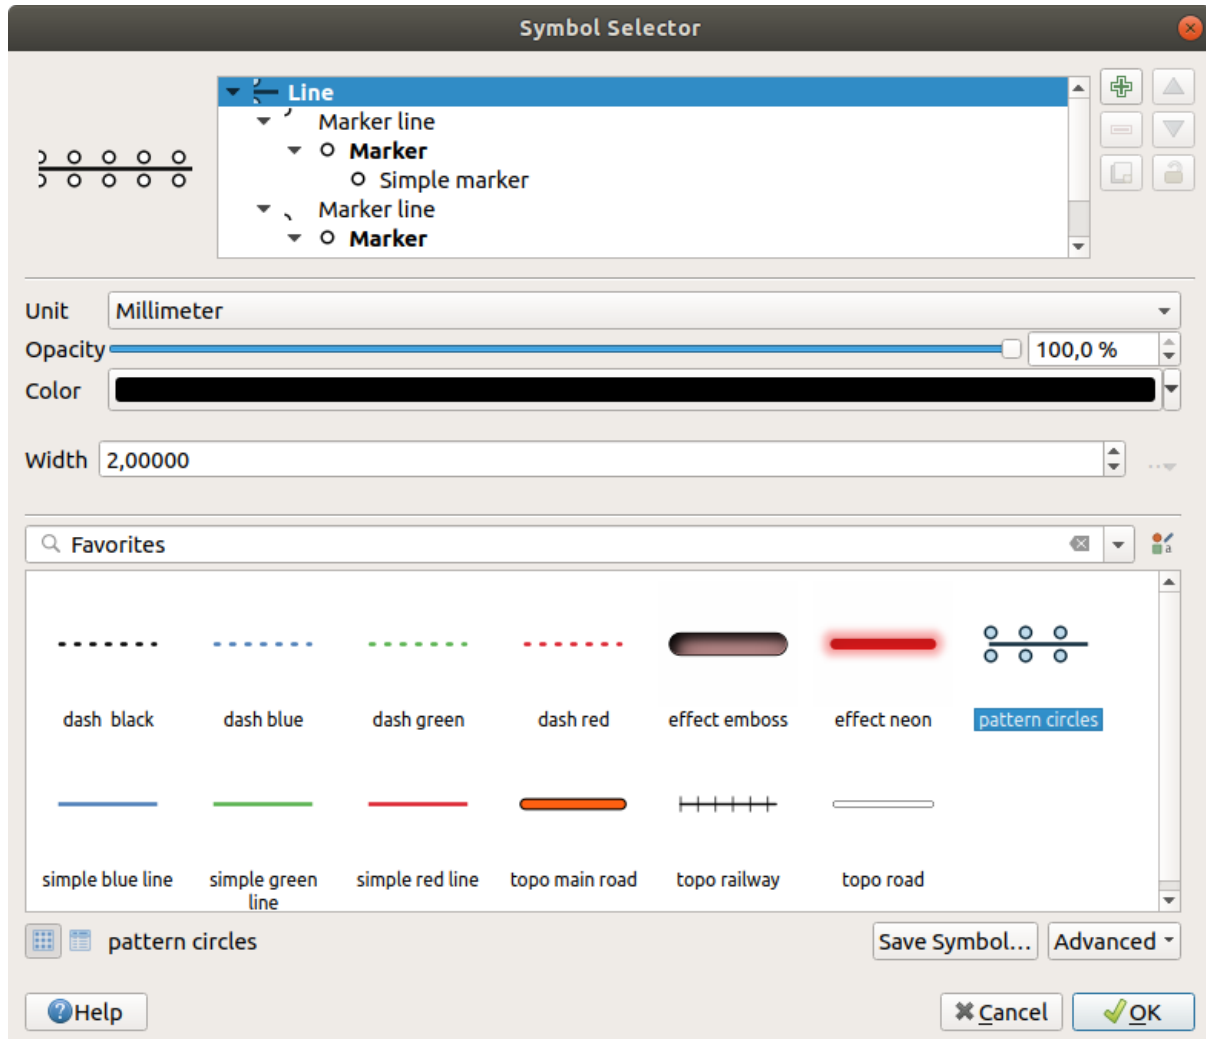 Symbol Selector
Line
Marker line
Marker
Simple marker
Marker line
Marker
Unit Millimeter
Opacity 100,0 %
Color
Width 2,00000
Favorites
dash  black dash blue dash green dash red effect emboss effect neon pattern circles
simple blue line simple green simple red line topo main road topo railway topo road
line
pattern circles Save Symbol... Advanced
Help Cancel OK